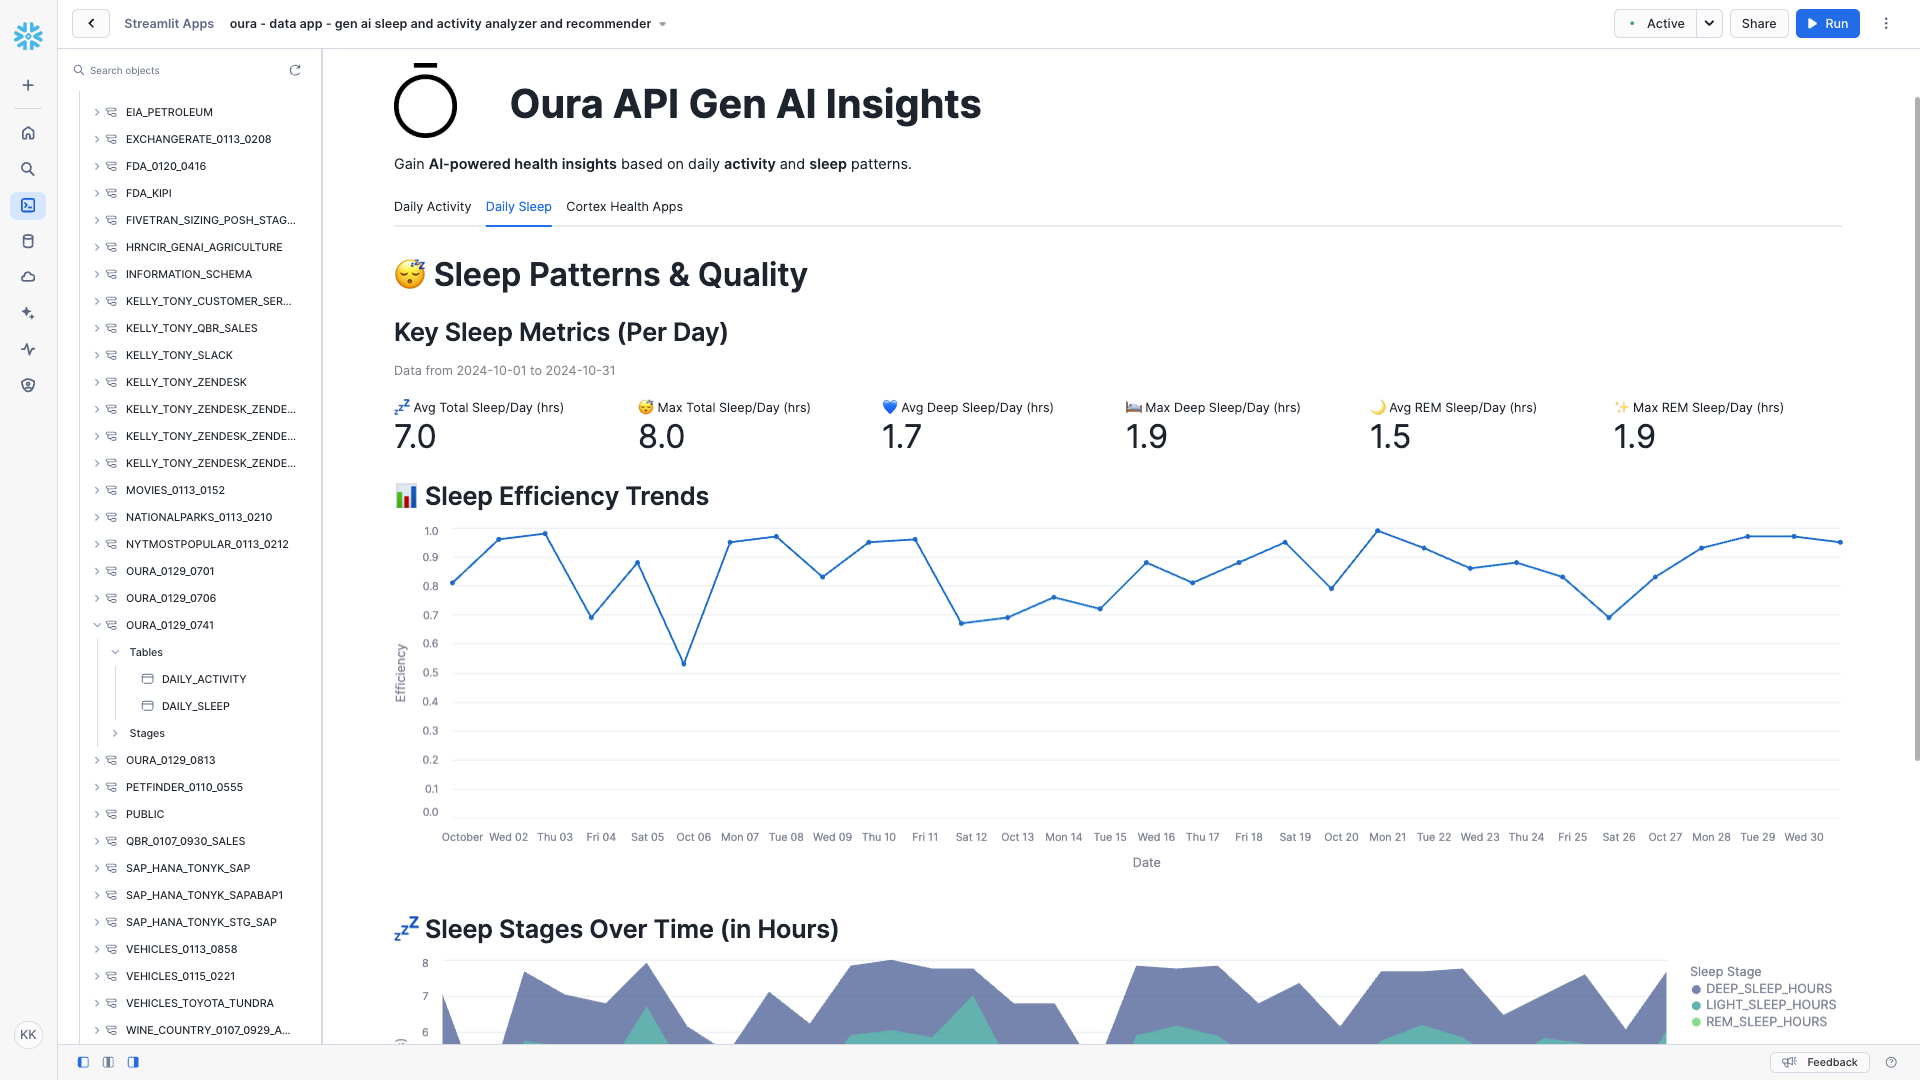 Streamlit Apps
oura - data app - gen ai sleep and activity analyzer and recommender
Active
Share
Run
Search objects
EIA_PETROLEUM
EXCHANGERATE_0113_0208
FDA_0120_0416
FDA_KIPI
FIVETRAN_SIZING_POSH_STAG...
HRNCIR_GENAI_AGRICULTURE
INFORMATION_SCHEMA
KELLY_TONY_CUSTOMER_SER...
KELLY_TONY_QBR_SALES
KELLY_TONY_SLACK
KELLY_TONY_ZENDESK
KELLY_TONY_ZENDESK_ZENDE...
KELLY_TONY_ZENDESK_ZENDE...
KELLY_TONY_ZENDESK_ZENDE...
MOVIES_0113_0152
NATIONALPARKS_0113_0210
NYTMOSTPOPULAR_0113_0212
OURA_0129_0701
OURA_0129_0706
OURA_0129_0741
Tables
DAILY_ACTIVITY
DAILY_SLEEP
Stages
OURA_0129_0813
PETFINDER_0110_0555
PUBLIC
QBR_0107_0930_SALES
SAP_HANA_TONYK_SAP
SAP_HANA_TONYK_SAPABAP1
SAP_HANA_TONYK_STG_SAP
VEHICLES_0113_0858
VEHICLES_0115_0221
VEHICLES_TOYOTA_TUNDRA
WINE_COUNTRY_0107_0929_A...
KK
Oura API Gen AI Insights
Gain AI-powered health insights based on daily activity and sleep patterns.
Daily Activity Daily Sleep Cortex Health Apps
😴 Sleep Patterns & Quality
Key Sleep Metrics (Per Day)
Data from 2024-10-01 to 2024-10-31
💤 Avg Total Sleep/Day (hrs)
7.0
😴 Max Total Sleep/Day (hrs)
8.0
💙 Avg Deep Sleep/Day (hrs)
1.7
🛌 Max Deep Sleep/Day (hrs)
1.9
🌙 Avg REM Sleep/Day (hrs)
1.5
✨ Max REM Sleep/Day (hrs)
1.9
📊 Sleep Efficiency Trends
1.0
0.9
0.8
0.7
0.6
0.5
0.4
0.3
0.2
0.1
0.0
Efficiency
October Wed 02 Thu 03 Fri 04 Sat 05 Oct 06 Mon 07 Tue 08 Wed 09 Thu 10 Fri 11 Sat 12 Oct 13 Mon 14 Tue 15 Wed 16 Thu 17 Fri 18 Sat 19 Oct 20 Mon 21 Tue 22 Wed 23 Thu 24 Fri 25 Sat 26 Oct 27 Mon 28 Tue 29 Wed 30
Date
💤 Sleep Stages Over Time (in Hours)
8
7
6
Sleep Stage
DEEP_SLEEP_HOURS
LIGHT_SLEEP_HOURS
REM_SLEEP_HOURS
Feedback